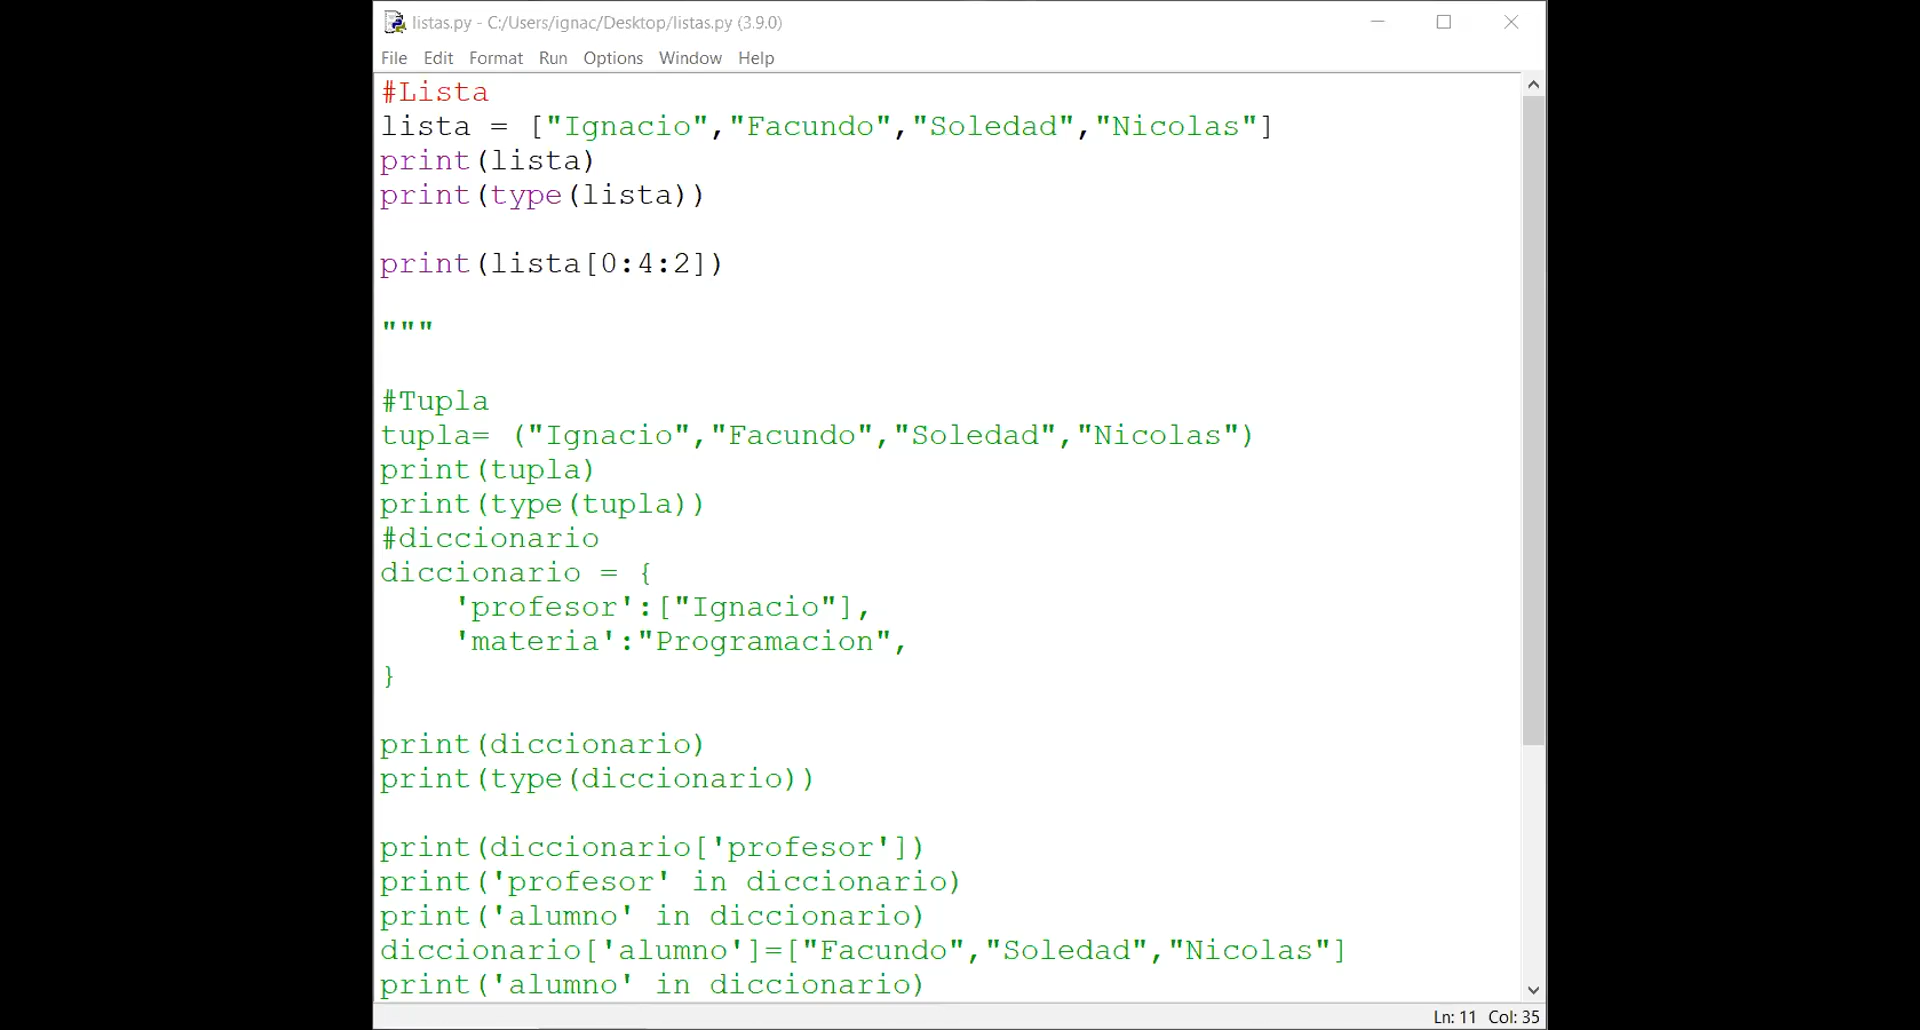 listas.py - C:/Users/ignac/Desktop/listas.py (3.9.0)
File Edit Format Run Options Window Help
#Lista
lista = ["Ignacio","Facundo","Soledad","Nicolas"]
print(lista)
print(type(lista))
print(lista[0:4:2])
"""
#Tupla
tupla= ("Ignacio","Facundo","Soledad","Nicolas")
print(tupla)
print(type(tupla))
#diccionario
diccionario = {
    'profesor':["Ignacio"],
    'materia':"Programacion",
}
print(diccionario)
print(type(diccionario))
print(diccionario['profesor'])
print('profesor' in diccionario)
print('alumno' in diccionario)
diccionario['alumno']=["Facundo","Soledad","Nicolas"]
print('alumno' in diccionario)
Ln: 11 Col: 35